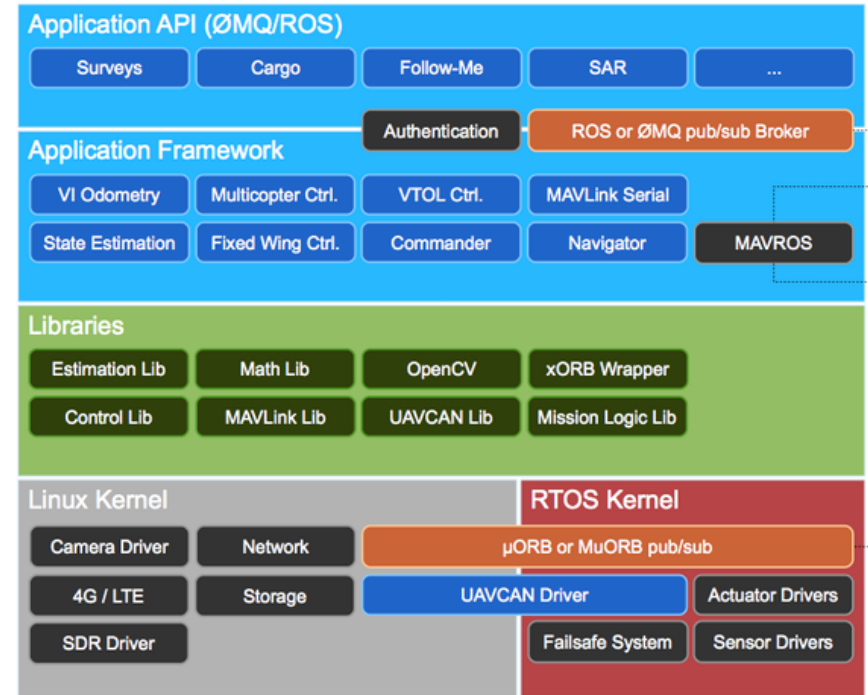 Application API (ØMQ/ROS)
Surveys
Cargo
Follow-Me
SAR
...
Authentication
ROS or ØMQ pub/sub Broker
Application Framework
VI Odometry
Multicopter Ctrl.
VTOL Ctrl.
MAVLink Serial
State Estimation
Fixed Wing Ctrl.
Commander
Navigator
MAVROS
Libraries
Estimation Lib
Math Lib
OpenCV
xORB Wrapper
Control Lib
MAVLink Lib
UAVCAN Lib
Mission Logic Lib
Linux Kernel
RTOS Kernel
Camera Driver
Network
µORB or MuORB pub/sub
4G / LTE
Storage
UAVCAN Driver
Actuator Drivers
SDR Driver
Failsafe System
Sensor Drivers